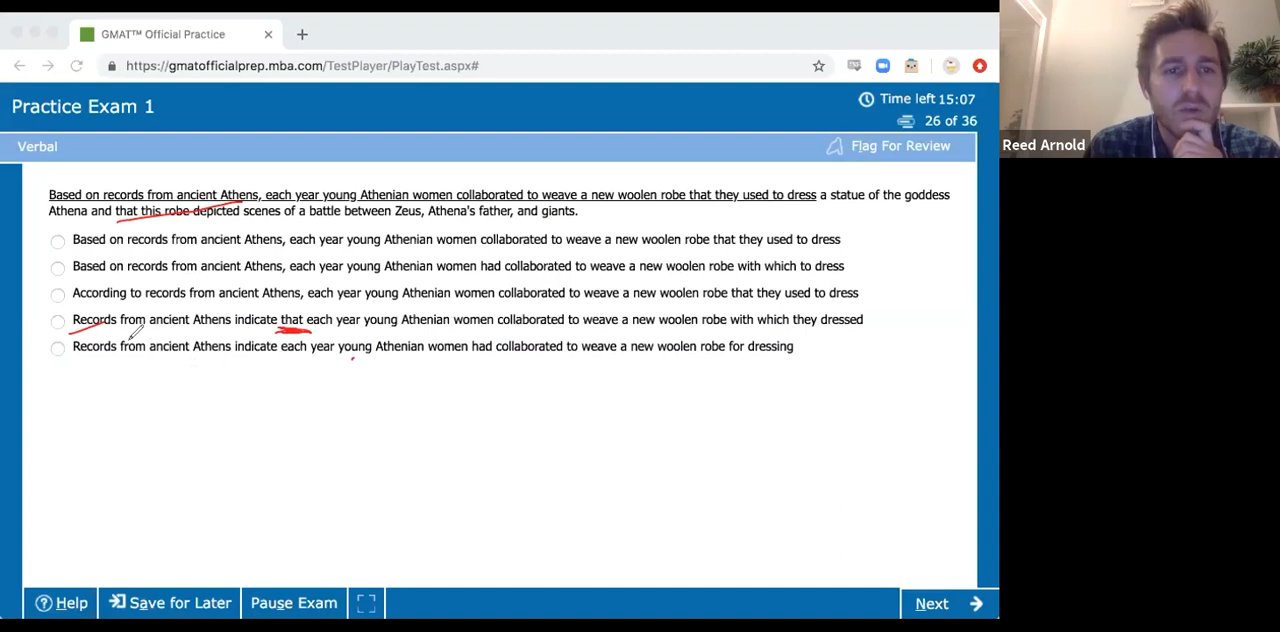 GMAT™ Official Practice
https://gmatofficialprep.mba.com/TestPlayer/PlayTest.aspx#
Reed Arnold
Practice Exam 1
Time left 15:07
26 of 36
Verbal
Flag For Review
Based on records from ancient Athens, each year young Athenian women collaborated to weave a new woolen robe that they used to dress a statue of the goddess
Athena and that this robe depicted scenes of a battle between Zeus, Athena's father, and giants.
Based on records from ancient Athens, each year young Athenian women collaborated to weave a new woolen robe that they used to dress
Based on records from ancient Athens, each year young Athenian women had collaborated to weave a new woolen robe with which to dress
According to records from ancient Athens, each year young Athenian women collaborated to weave a new woolen robe that they used to dress
Records from ancient Athens indicate that each year young Athenian women collaborated to weave a new woolen robe with which they dressed
Records from ancient Athens indicate each year young Athenian women had collaborated to weave a new woolen robe for dressing
Help
Save for Later
Pause Exam
Next